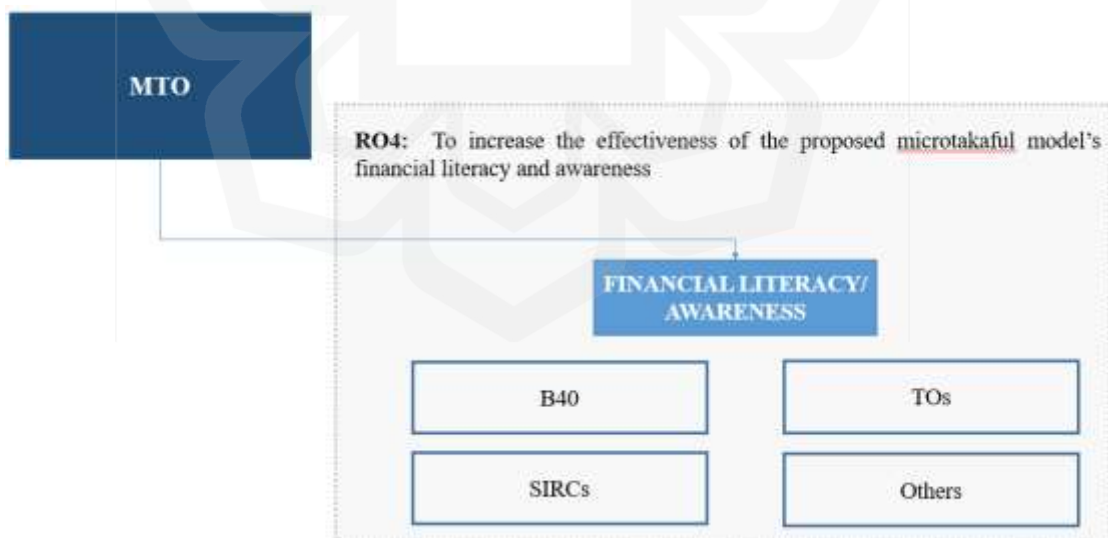 MTO
RO4: To increase the effectiveness of the proposed microtakaful model’s
financial literacy and awareness
FINANCIAL LITERACY/
AWARENESS
B40
TOs
SIRCs
Others